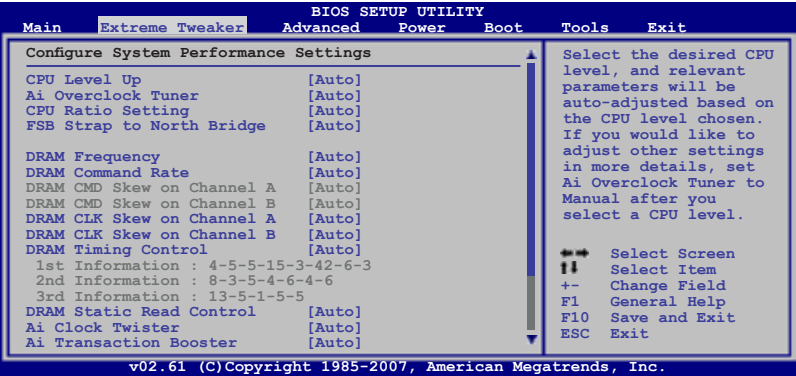 BIOS SETUP UTILITY
Main Extreme Tweaker Advanced Power Boot Tools Exit
Configure System Performance Settings
CPU Level Up [Auto]
Ai Overclock Tuner [Auto]
CPU Ratio Setting [Auto]
FSB Strap to North Bridge [Auto]
DRAM Frequency [Auto]
DRAM Command Rate [Auto]
DRAM CMD Skew on Channel A [Auto]
DRAM CMD Skew on Channel B [Auto]
DRAM CLK Skew on Channel A [Auto]
DRAM CLK Skew on Channel B [Auto]
DRAM Timing Control [Auto]
1st Information : 4-5-5-15-3-42-6-3
2nd Information : 8-3-5-4-6-4-6
3rd Information : 13-5-1-5-5
DRAM Static Read Control [Auto]
Ai Clock Twister [Auto]
Ai Transaction Booster [Auto]
Select the desired CPU
level, and relevant
parameters will be
auto-adjusted based on
the CPU level chosen.
If you would like to
adjust other settings
in more details, set
Ai Overclock Tuner to
Manual after you
select a CPU level.
←→ Select Screen
↑↓ Select Item
+- Change Field
F1 General Help
F10 Save and Exit
ESC Exit
v02.61 (C)Copyright 1985-2007, American Megatrends, Inc.